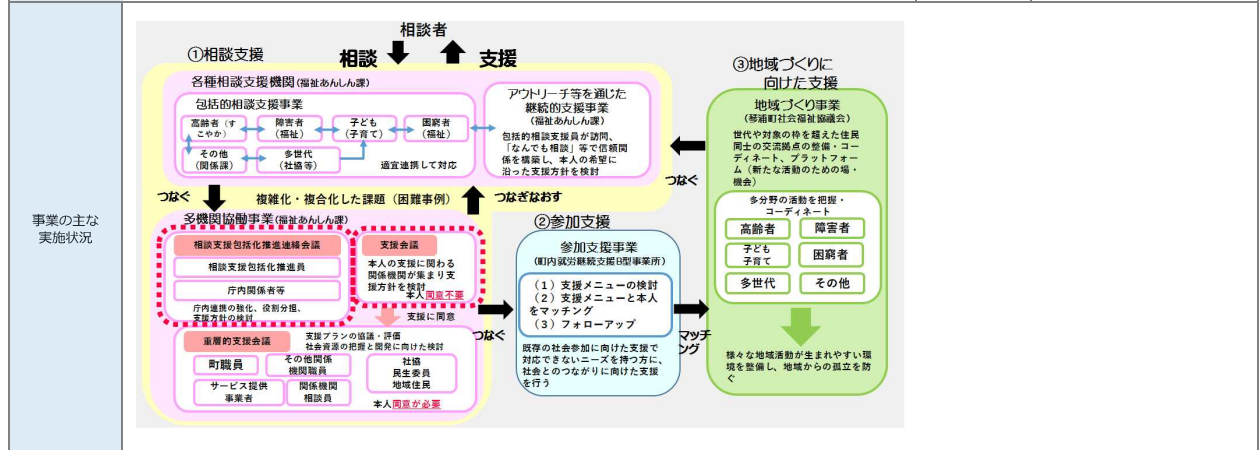 事業の主な
実施状況
相談者
相談
支援
①相談支援
各種相談支援機関(福祉あんしん課)
包括的相談支援事業
高齢者(す
こやか)
障害者
(福祉)
子ども
(子育て)
困窮者
(福祉)
その他
(関係課)
多世代
(社協等)
適宜連携して対応
アウトリーチ等を通じた
継続的支援事業
(福祉あんしん課)
包括的相談支援員が訪問、
「なんでも相談」等で信頼関
係を構築し、本人の希望に
沿った支援方針を検討
つなぐ
複雑化・複合化した課題(困難事例)
つなぎなおす
多機関協働事業(福祉あんしん課)
相談支援包括化推進連絡会議
相談支援包括化推進員
庁内関係者等
庁内連携の強化、役割分担、
支援方針の検討
支援会議
本人の支援に関わる
関係機関が集まり支
援方針を検討
本人同意不要
支援に同意
重層的支援会議
支援プランの協議・評価
社会資源の把握と開発に向けた検討
町職員
その他関係
機関職員
サービス提供
事業者
関係機関
相談員
社協
民生委員
地域住民
本人同意が必要
つなぐ
②参加支援
参加支援事業
(町内就労継続支援B型事業所)
(1)支援メニューの検討
(2)支援メニューと本人
をマッチング
(3)フォローアップ
既存の社会参加に向けた支援で
対応できないニーズを持つ方に、
社会とのつながりに向けた支援
を行う
マッチ
ング
つなぐ
③地域づくりに
向けた支援
地域づくり事業
(琴浦町社会福祉協議会)
世代や対象の枠を超えた住民
同士の交流拠点の整備・コー
ディネート、プラットフォー
ム(新たな活動のための場・
機会)
多分野の活動を把握・
コーディネート
高齢者
障害者
子ども
子育て
困窮者
多世代
その他
様々な地域活動が生まれやすい環
境を整備し、地域からの孤立を防
ぐ